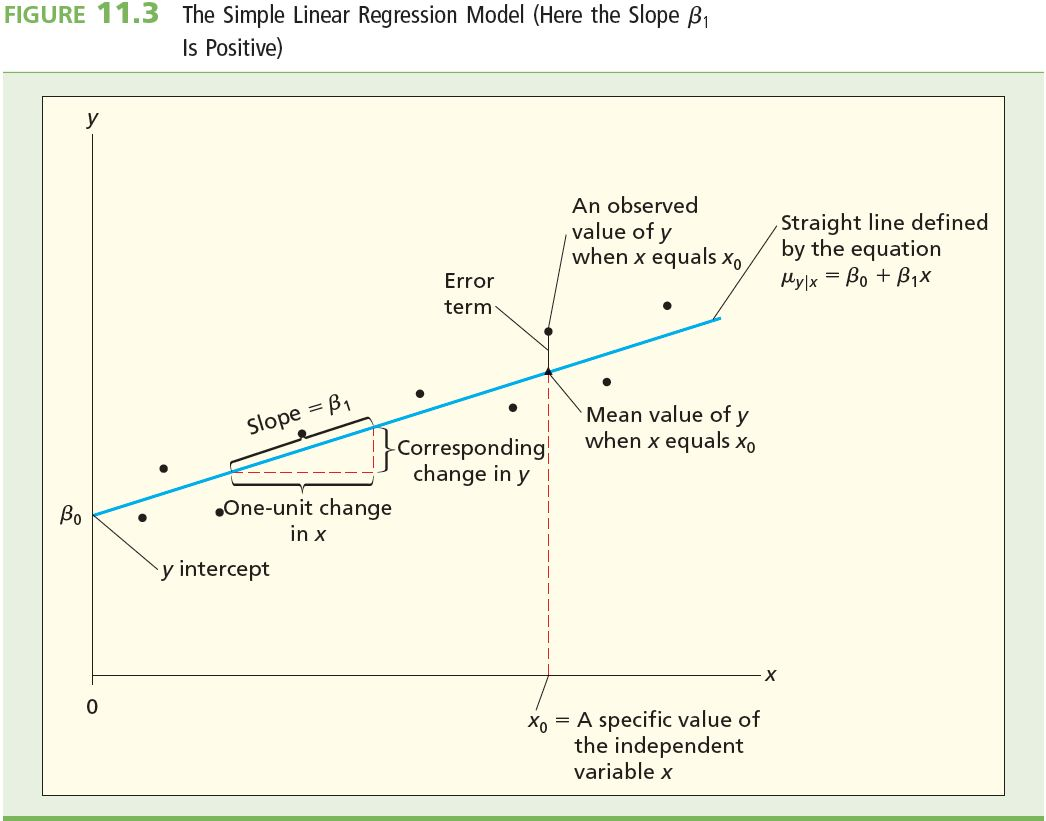 FIGURE 11.3 The Simple Linear Regression Model (Here the Slope β₁
Is Positive)
y
An observed
value of y
when x equals x₀
Straight line defined
by the equation
μy|x = β₀ + β₁x
Error
term
Slope = β₁
Mean value of y
when x equals x₀
Corresponding
change in y
One-unit change
in x
β₀
y intercept
x
0
x₀ = A specific value of
the independent
variable x